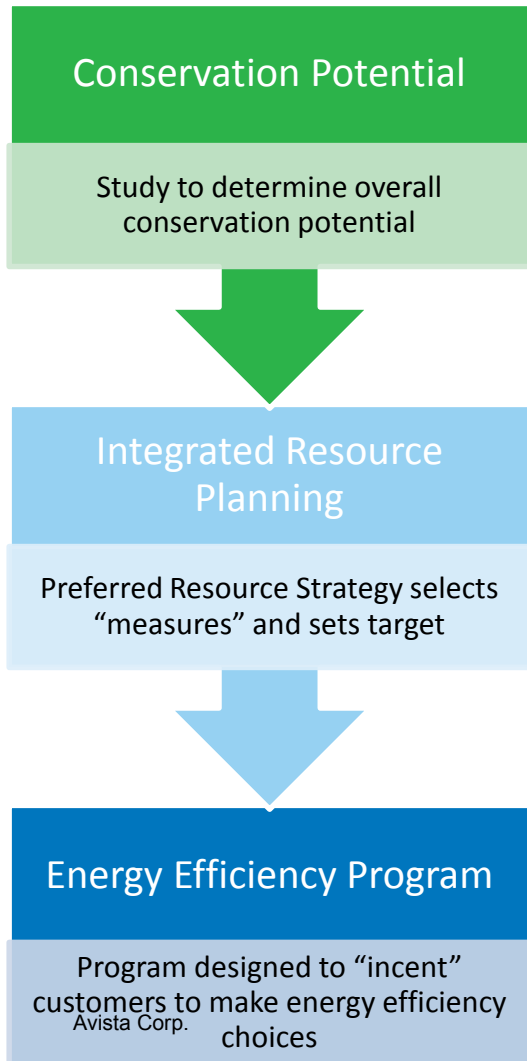 Conservation Potential
Study to determine overall
conservation potential
Integrated Resource
Planning
Preferred Resource Strategy selects
“measures” and sets target
Energy Efficiency Program
Program designed to “incent”
customers to make energy efficiency
choices
Avista Corp.